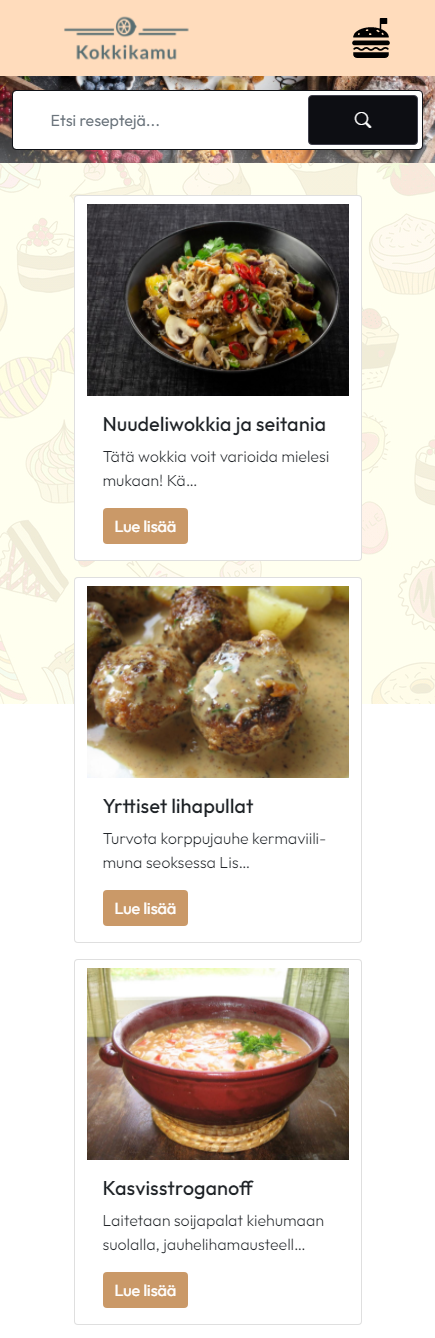 Kokkikamu
Etsi reseptejä...
Nuudeliwokkia ja seitania
Tätä wokkia voit varioida mielesi
mukaan! Kä...
Lue lisää
Yrttiset lihapullat
Turvota korppujauhe kermaviili-
muna seoksessa Lis...
Lue lisää
Kasvisstroganoff
Laitetaan soijapalat kiehumaan
suolalla, jauhelihamausteell...
Lue lisää